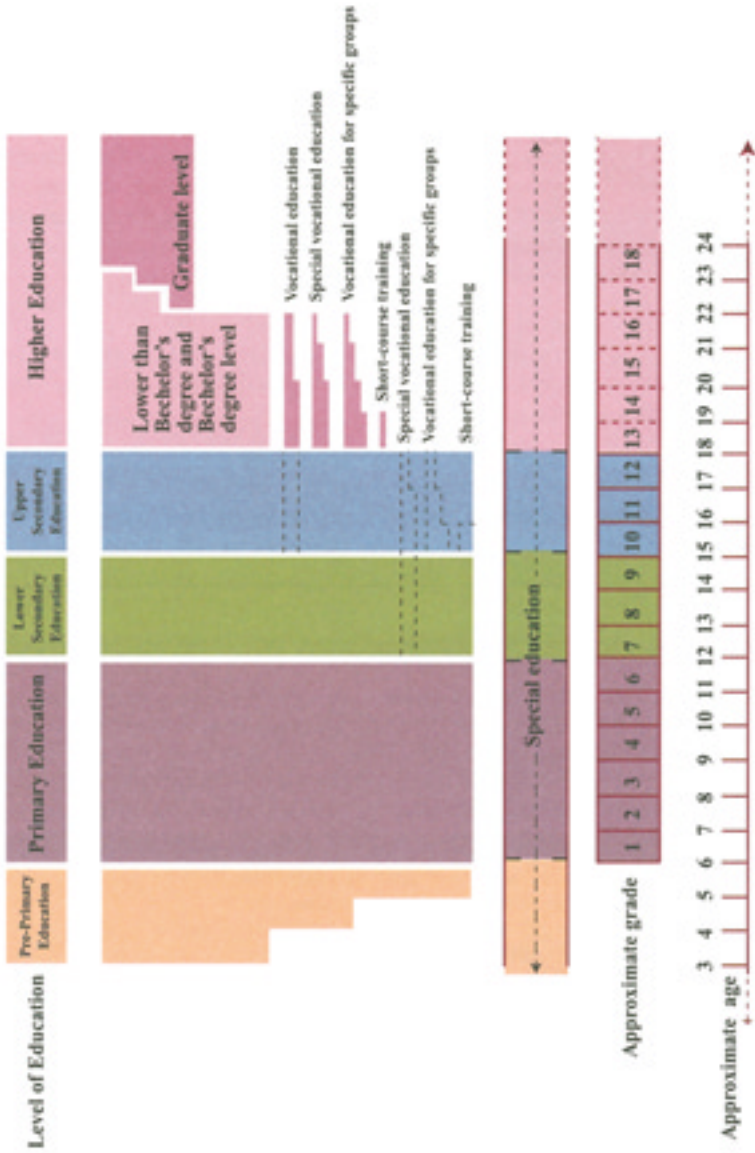 Level of Education
Pre-Primary
Education
Primary Education
Lower
Secondary
Education
Upper
Secondary
Education
Higher Education
Lower than
Bechelor's
degree and
Bechelor's
degree level
Graduate level
Vocational education
Special vocational education
Vocational education for specific groups
Short-course training
Special vocational education
Vocational education for specific groups
Short-course training
Special education
Approximate grade
1 2 3 4 5 6 7 8 9 10 11 12 13 14 15 16 17 18
3 4 5 6 7 8 9 10 11 12 13 14 15 16 17 18 19 20 21 22 23 24
Approximate age